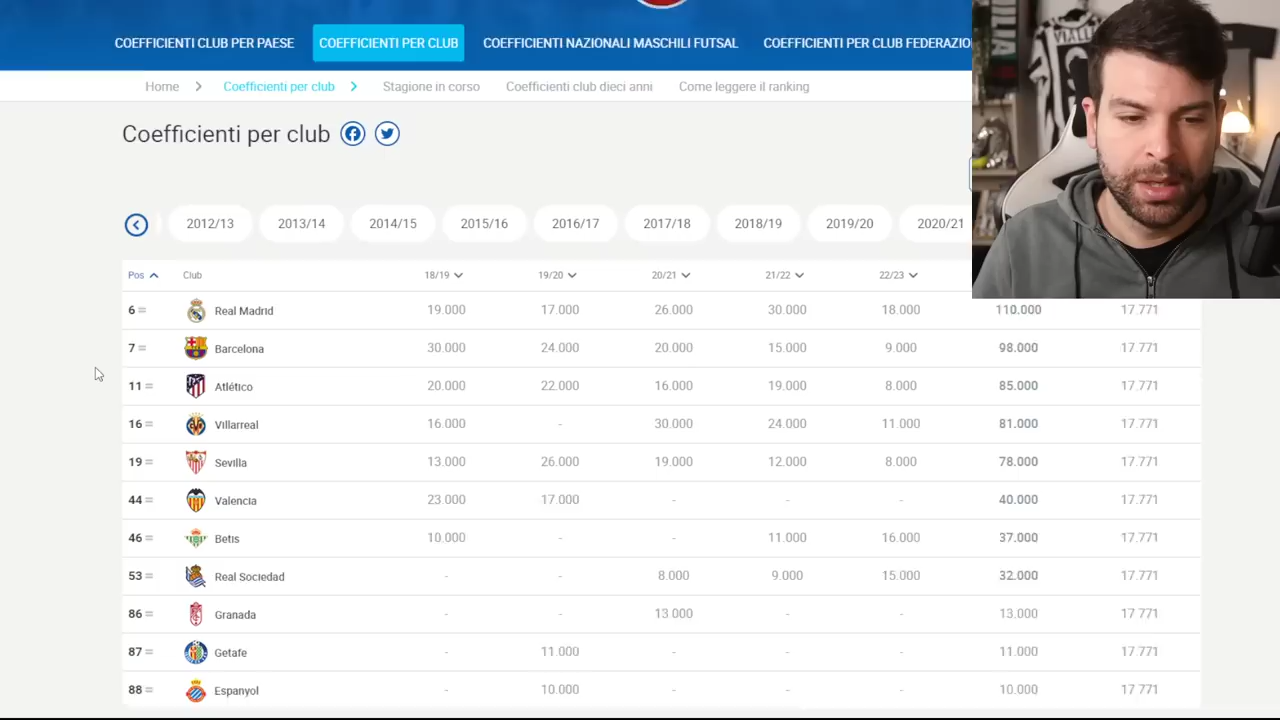 COEFFICIENTI CLUB PER PAESE COEFFICIENTI PER CLUB COEFFICIENTI NAZIONALI MASCHILI FUTSAL COEFFICIENTI PER CLUB FEDERAZIO
Home Coefficienti per club Stagione in corso Coefficienti club dieci anni Come leggere il ranking
Coefficienti per club
2012/13 2013/14 2014/15 2015/16 2016/17 2017/18 2018/19 2019/20 2020/21
Pos Club 18/19 19/20 20/21 21/22 22/23
6 = Real Madrid 19.000 17.000 26.000 30.000 18.000 110.000 17.771
7 = Barcelona 30.000 24.000 20.000 15.000 9.000 98.000 17.771
11 = Atlético 20.000 22.000 16.000 19.000 8.000 85.000 17.771
16 = Villarreal 16.000 - 30.000 24.000 11.000 81.000 17.771
19 = Sevilla 13.000 26.000 19.000 12.000 8.000 78.000 17.771
44 = Valencia 23.000 17.000 - - - 40.000 17.771
46 = Betis 10.000 - - 11.000 16.000 37.000 17.771
53 = Real Sociedad - - 8.000 9.000 15.000 32.000 17.771
86 = Granada - - 13 000 - - 13.000 17 771
87 = Getafe - 11.000 - - - 11.000 17.771
88 = Espanyol - 10.000 - - - 10.000 17 771
VIALLI